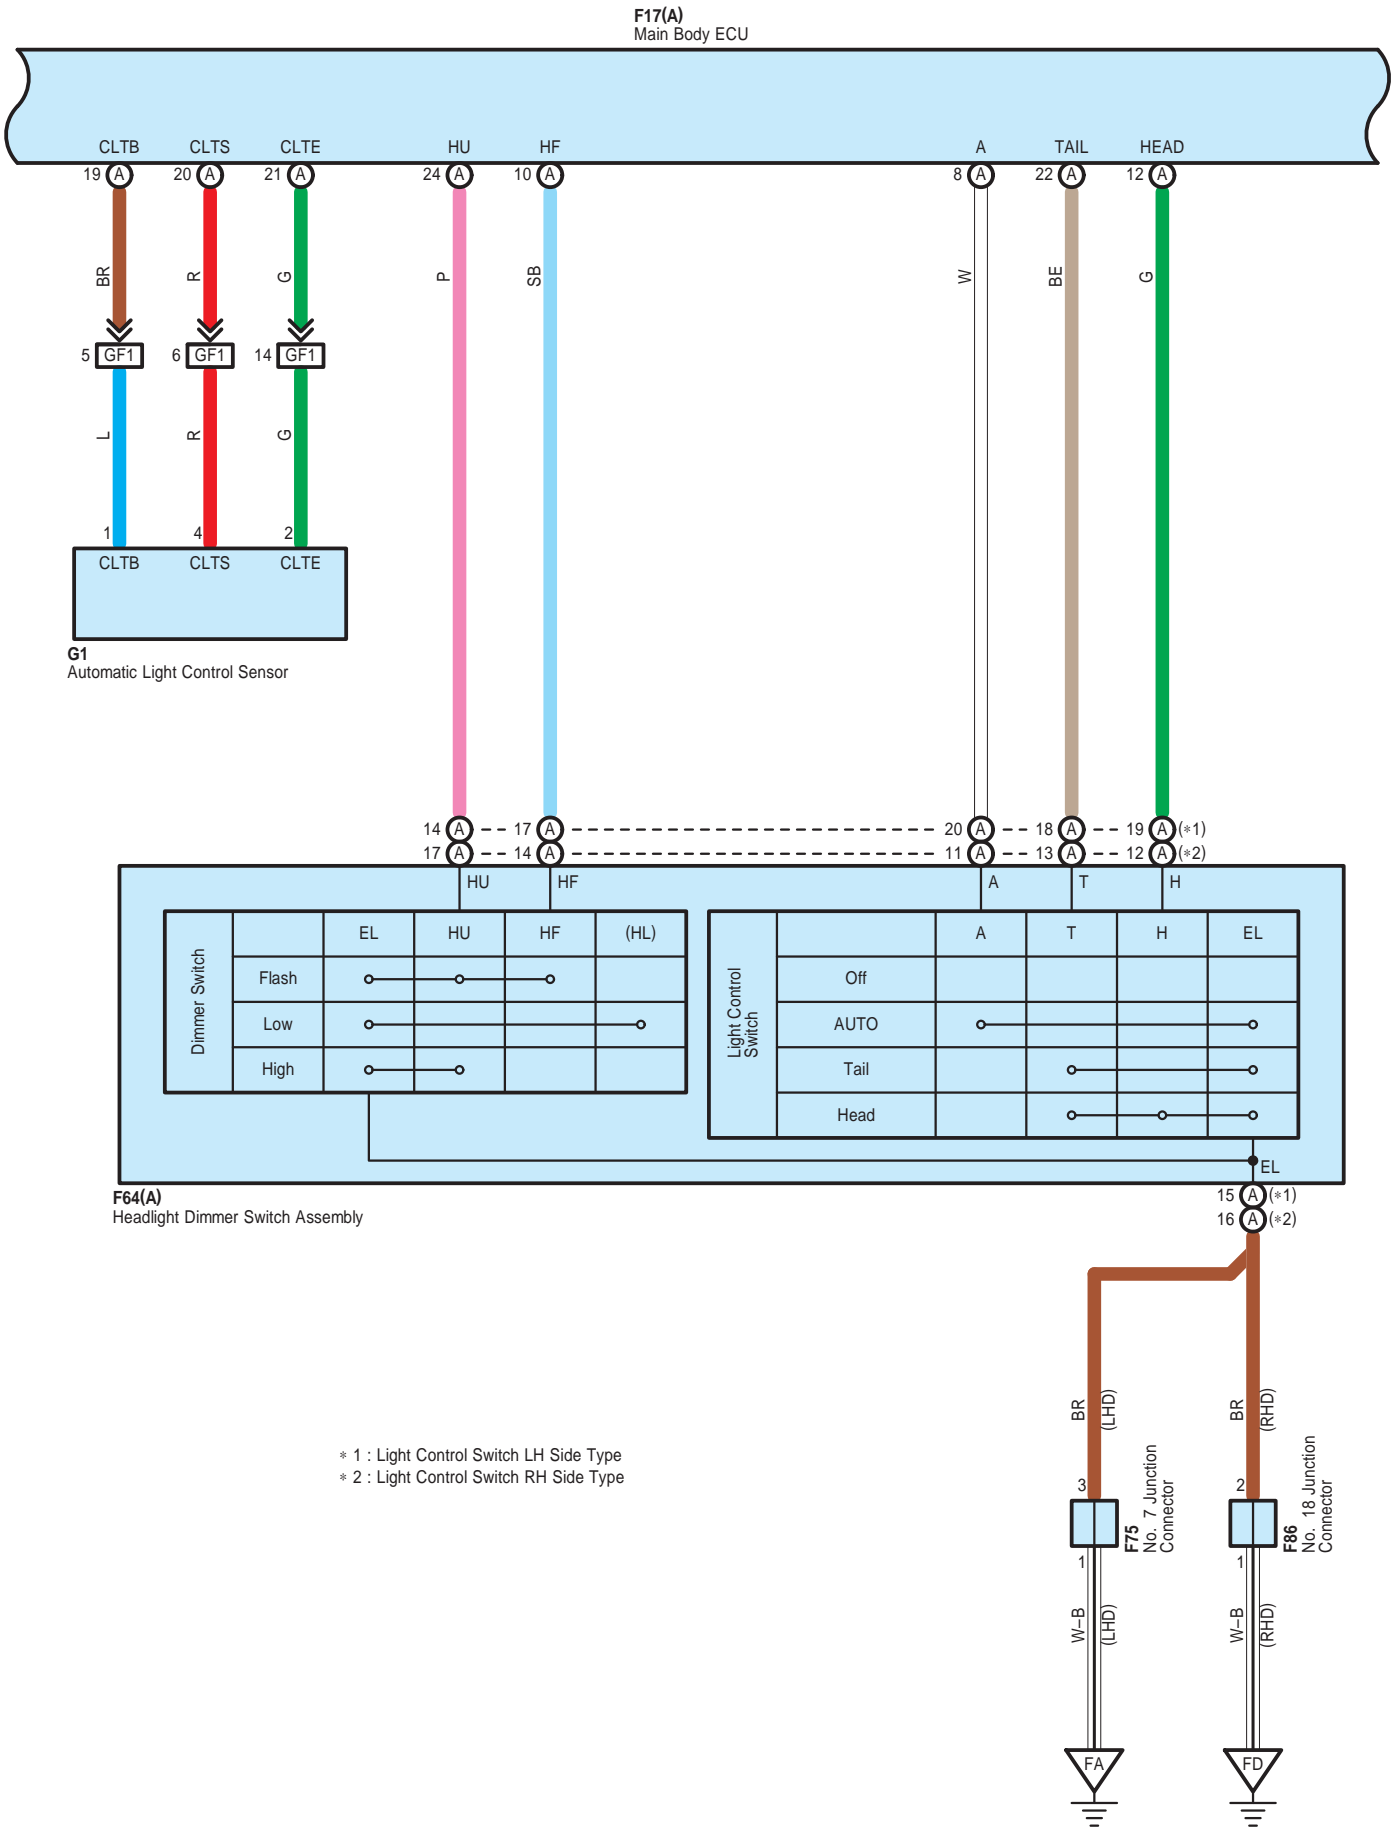 F17(A)
Main Body ECU
CLTB CLTS CLTE HU HF A TAIL HEAD
19 A 20 A 21 A 24 A 10 A 8 A 22 A 12 A
BR R G P SB W BE G
5 GF1 6 GF1 14 GF1
L R G
1 4 2
CLTB CLTS CLTE
G1
Automatic Light Control Sensor
14 A 17 A 20 A 18 A 19 A (*1)
17 A 14 A 11 A 13 A 12 A (*2)
HU HF A T H
Dimmer Switch
EL HU HF (HL)
Flash
Low
High
Light Control
Switch
A T H EL
Off
AUTO
Tail
Head
EL
F64(A)
Headlight Dimmer Switch Assembly
15 A (*1)
16 A (*2)
BR (LHD) BR (RHD)
* 1 : Light Control Switch LH Side Type
* 2 : Light Control Switch RH Side Type
3 2
F75
No. 7 Junction
Connector
F86
No. 18 Junction
Connector
1 1
W–B (LHD) W–B (RHD)
FA FD